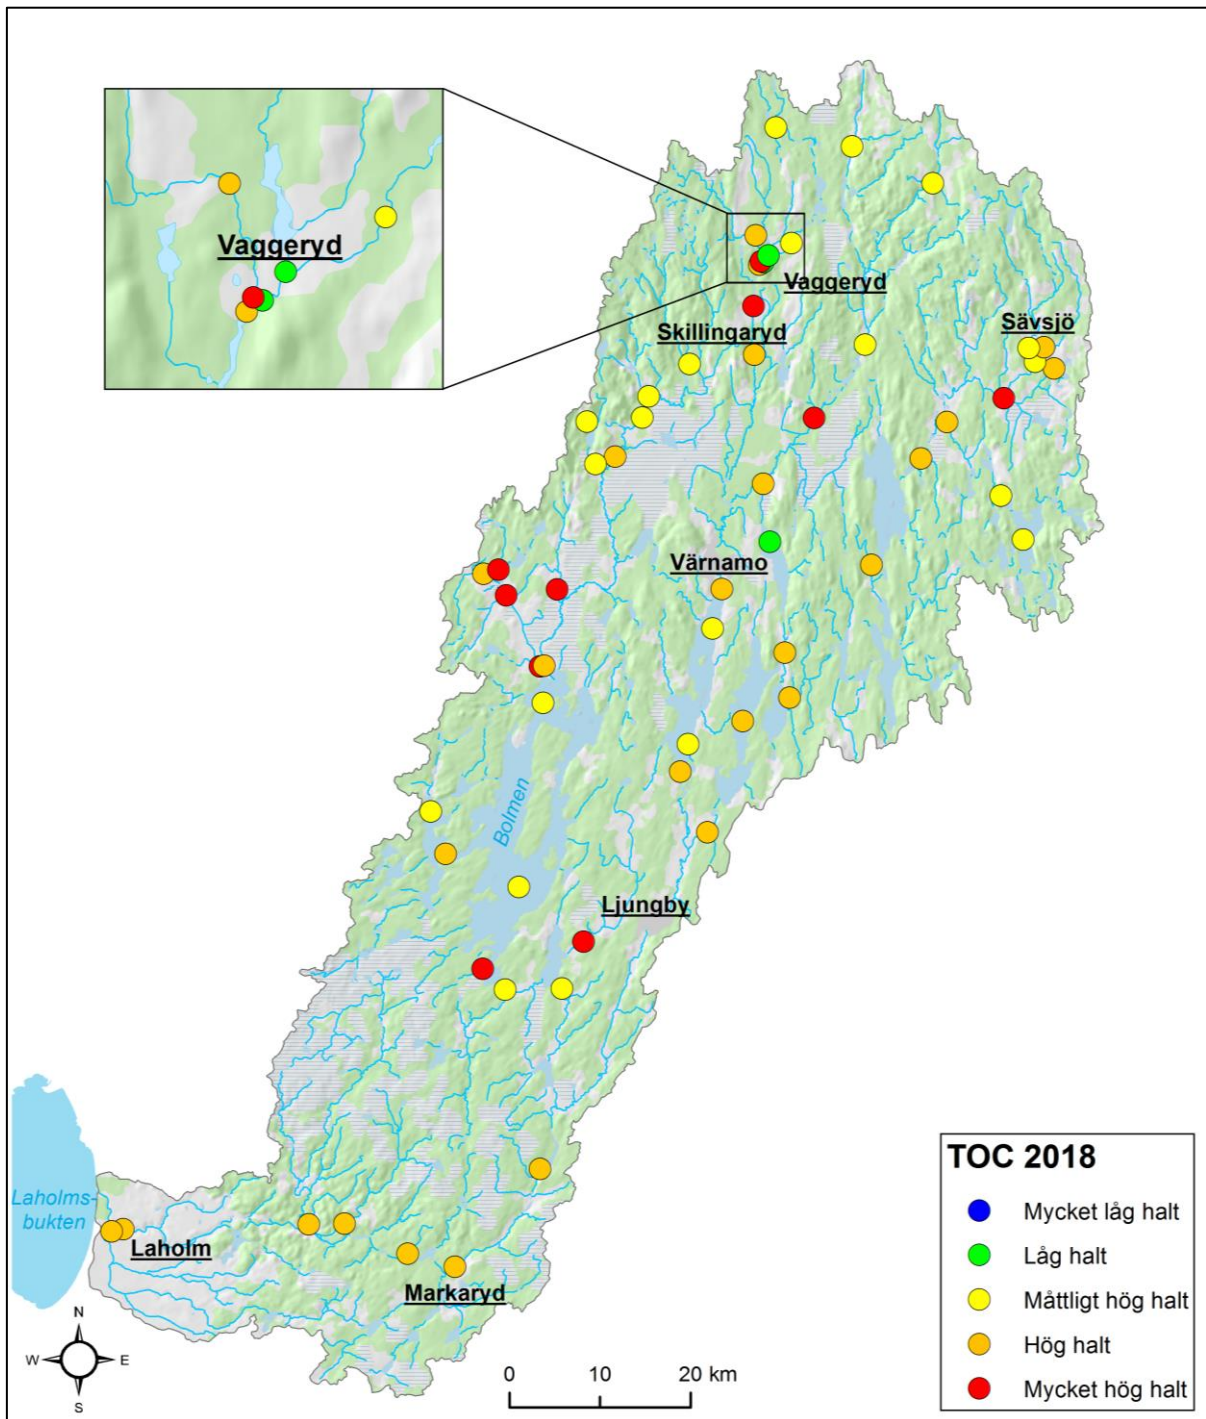 Vaggeryd
Vaggeryd
Skillingaryd
Sävsjö
Värnamo
Bolmen
Ljungby
Laholms-
bukten
Laholm
Markaryd
N
W
E
S
0
10
20 km
TOC 2018
Mycket låg halt
Låg halt
Måttligt hög halt
Hög halt
Mycket hög halt